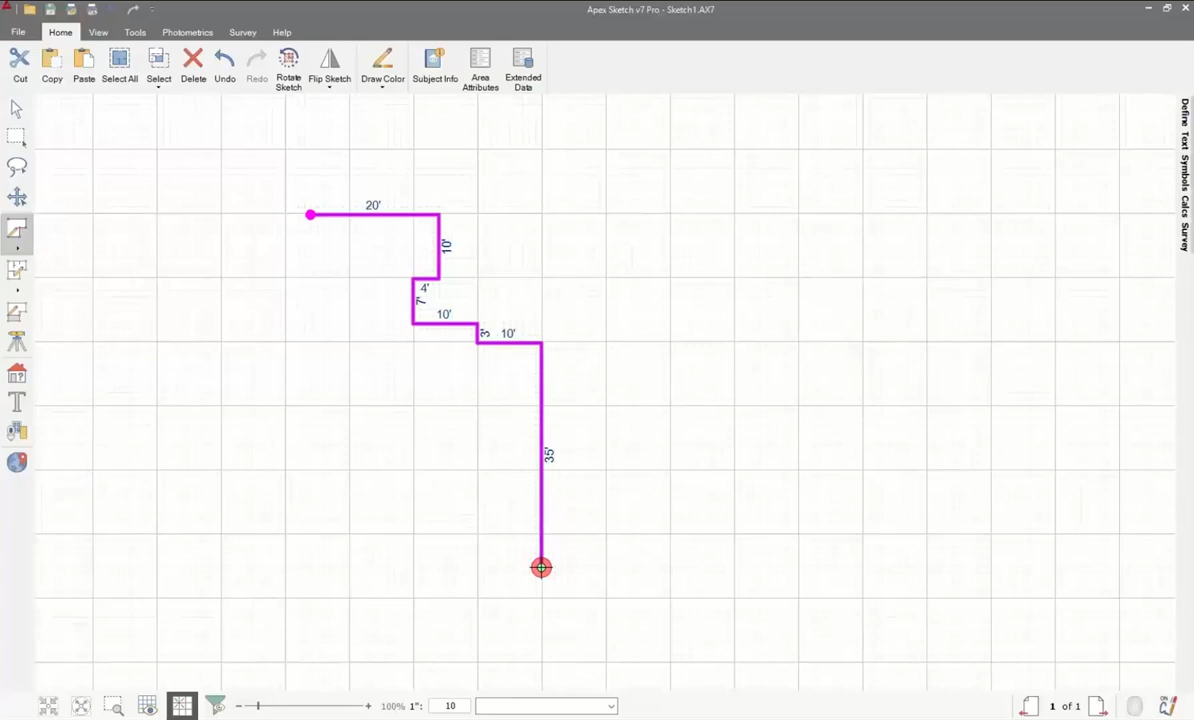 Apex Sketch v7 Pro - Sketch1.AX7
File Home View Tools Photometrics Survey Help
Cut Copy Paste Select All Select Delete Undo Redo Rotate Sketch Flip Sketch Draw Color Subject Info Area Attributes Extended Data
Define Text Symbols Calcs Survey
20'
10'
4'
7'
10'
3'
10'
35'
100% 1": 10
1 of 1